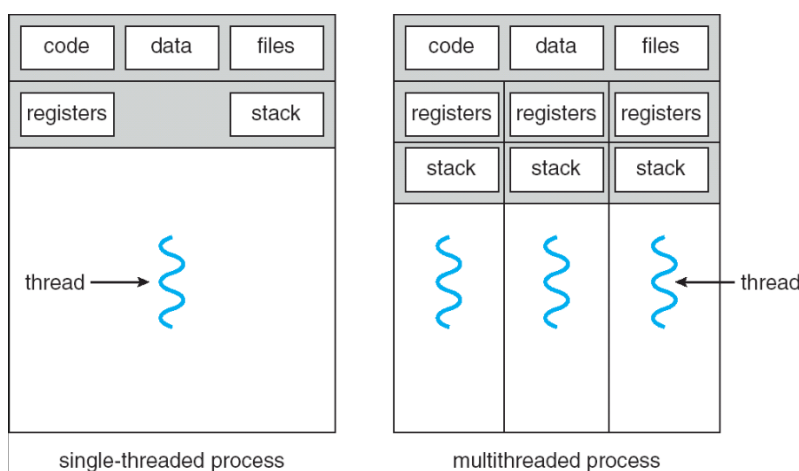 code data files
registers stack
thread
single-threaded process
code data files
registers registers registers
stack stack stack
thread
multithreaded process